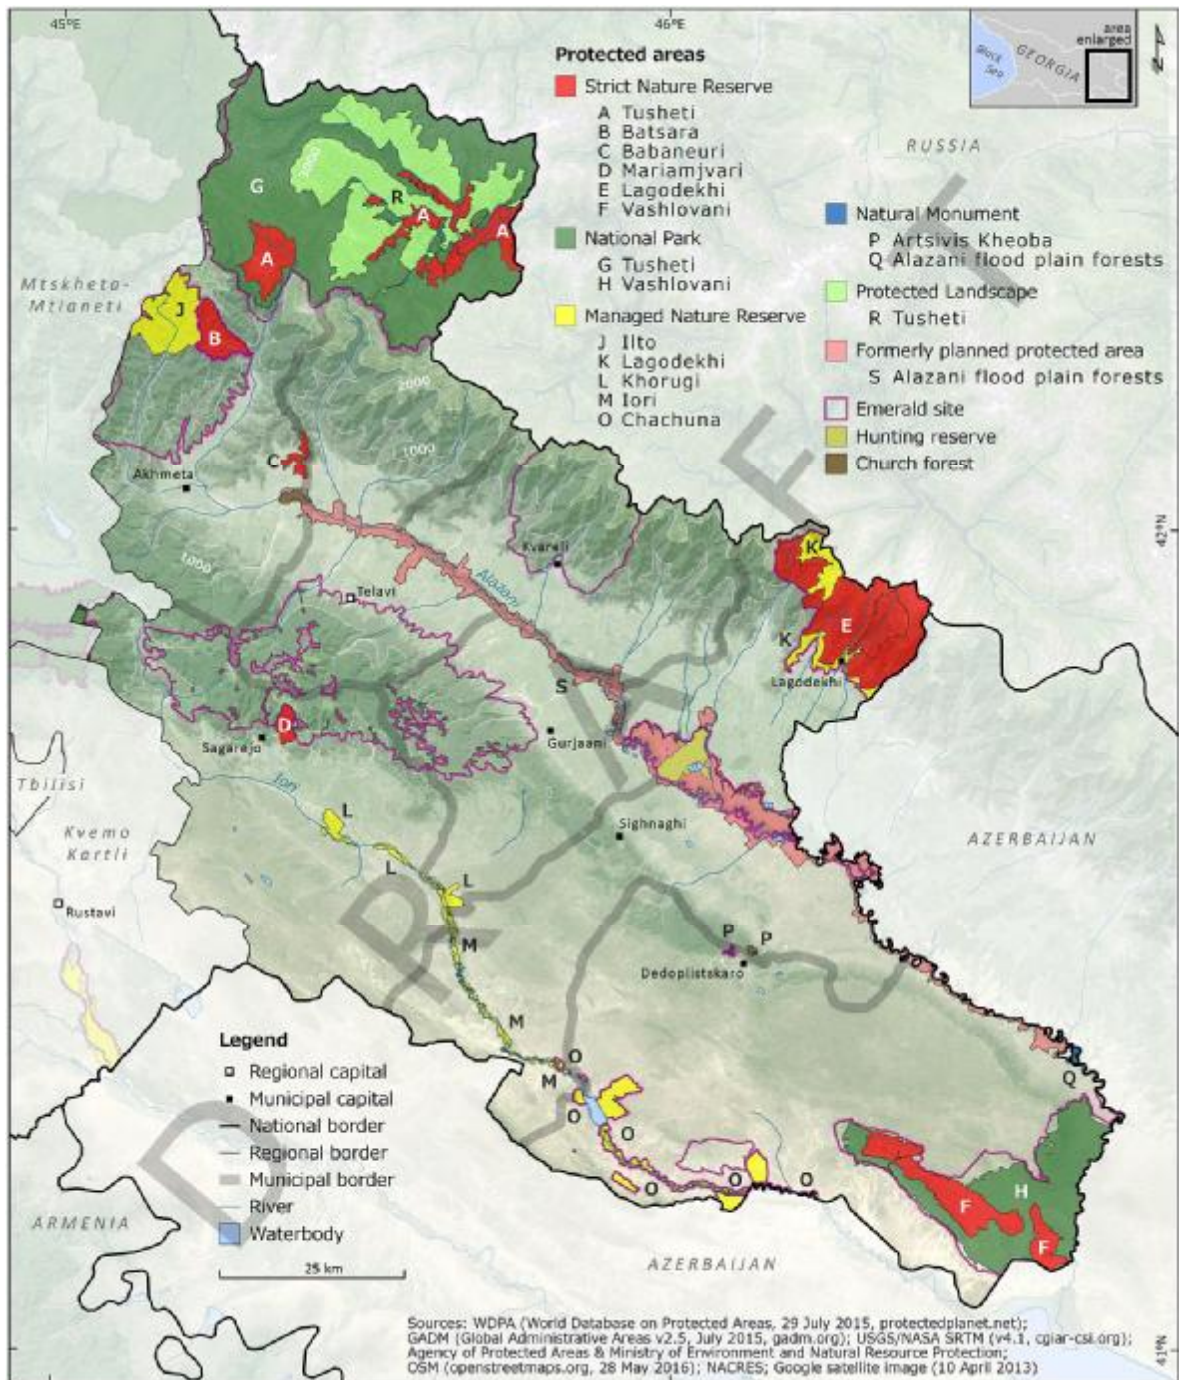 45°E
46°E
area
enlarged
Black
Sea
GEORGIA
N
Protected areas
Strict Nature Reserve
A Tusheti
B Batsara
C Babaneuri
D Mariamjvari
E Lagodekhi
F Vashlovani
National Park
G Tusheti
H Vashlovani
Managed Nature Reserve
J Ilto
K Lagodekhi
L Khorugi
M Iori
O Chachuna
Natural Monument
P Artsivis Kheoba
Q Alazani flood plain forests
Protected Landscape
R Tusheti
Formerly planned protected area
S Alazani flood plain forests
Emerald site
Hunting reserve
Church forest
RUSSIA
G
3000
R
A
A
A
Mtskheta-
Mtianeti
J
B
2000
1000
C
Akhmeta
42°N
Kvareli
K
1000
Alazani
Telavi
E
K
Lagodekhi
S
D
Sagarejo
Gurjaani
Tbilisi
Iori
L
Sighnaghi
AZERBAIJAN
Kvemo
Kartli
L
L
Rustavi
M
P
P
Dedoplistskaro
M
O
M
Q
O
O
O
O
O
H
F
F
Legend
Regional capital
Municipal capital
National border
Regional border
Municipal border
River
Waterbody
25 km
ARMENIA
AZERBAIJAN
DRAFT
Sources: WDPA (World Database on Protected Areas, 29 July 2015, protectedplanet.net);
GADM (Global Administrative Areas v2.5, July 2015, gadm.org); USGS/NASA SRTM (v4.1, cgiar-csi.org);
Agency of Protected Areas & Ministry of Environment and Natural Resource Protection;
OSM (openstreetmaps.org, 28 May 2016); NACRES; Google satellite image (10 April 2013)
41°N